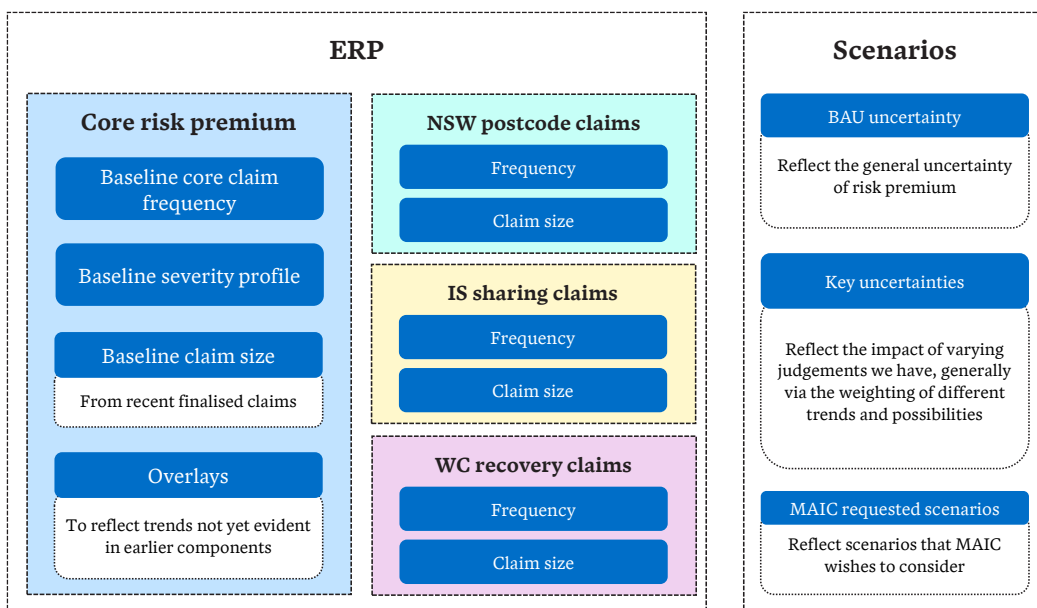 ERP
Core risk premium
Baseline core claim
frequency
Baseline severity profile
Baseline claim size
From recent finalised claims
Overlays
To reflect trends not yet evident
in earlier components
NSW postcode claims
Frequency
Claim size
IS sharing claims
Frequency
Claim size
WC recovery claims
Frequency
Claim size
Scenarios
BAU uncertainty
Reflect the general uncertainty
of risk premium
Key uncertainties
Reflect the impact of varying
judgements we have, generally
via the weighting of different
trends and possibilities
MAIC requested scenarios
Reflect scenarios that MAIC
wishes to consider